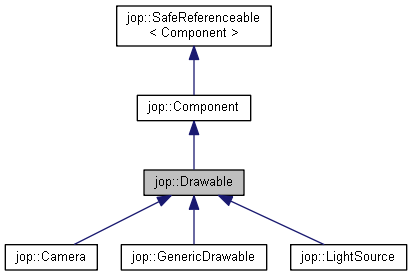 jop::SafeReferenceable
< Component >
jop::Component
jop::Drawable
jop::Camera
jop::GenericDrawable
jop::LightSource